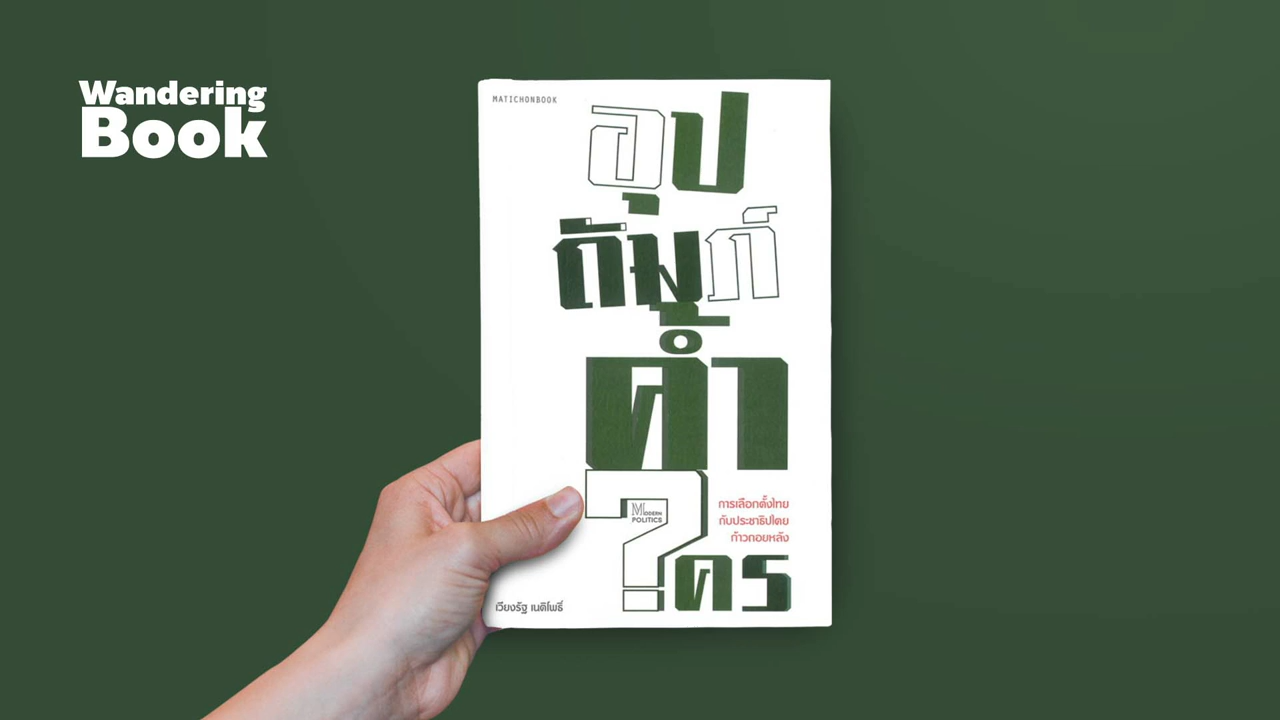 Wandering
Book
MATICHONBOOK
อุป
ถัมภ์
ค้ำ
?ใคร
MODERN
POLITICS
การเลือกตั้งไทย
กับประชาธิปไตย
ก้าวถอยหลัง
เวียงรัฐ เนติโพธิ์